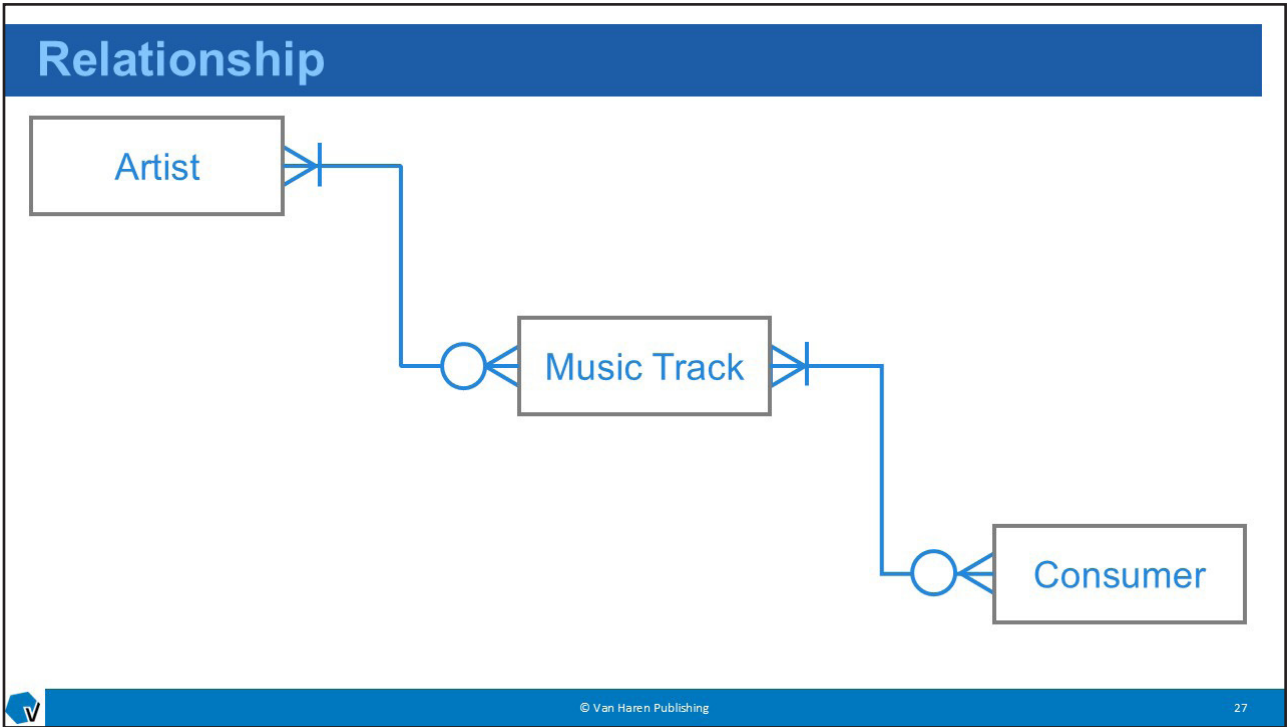 Relationship
Artist
Music Track
Consumer
V
© Van Haren Publishing
27